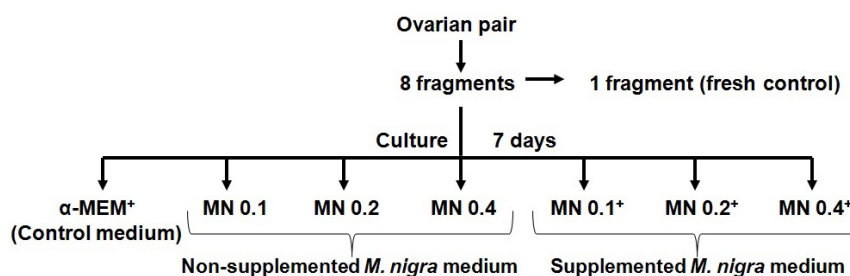 Ovarian pair
8 fragments 1 fragment (fresh control)
Culture 7 days
α-MEM⁺ MN 0.1 MN 0.2 MN 0.4 MN 0.1⁺ MN 0.2⁺ MN 0.4⁺
(Control medium)
Non-supplemented M. nigra medium Supplemented M. nigra medium